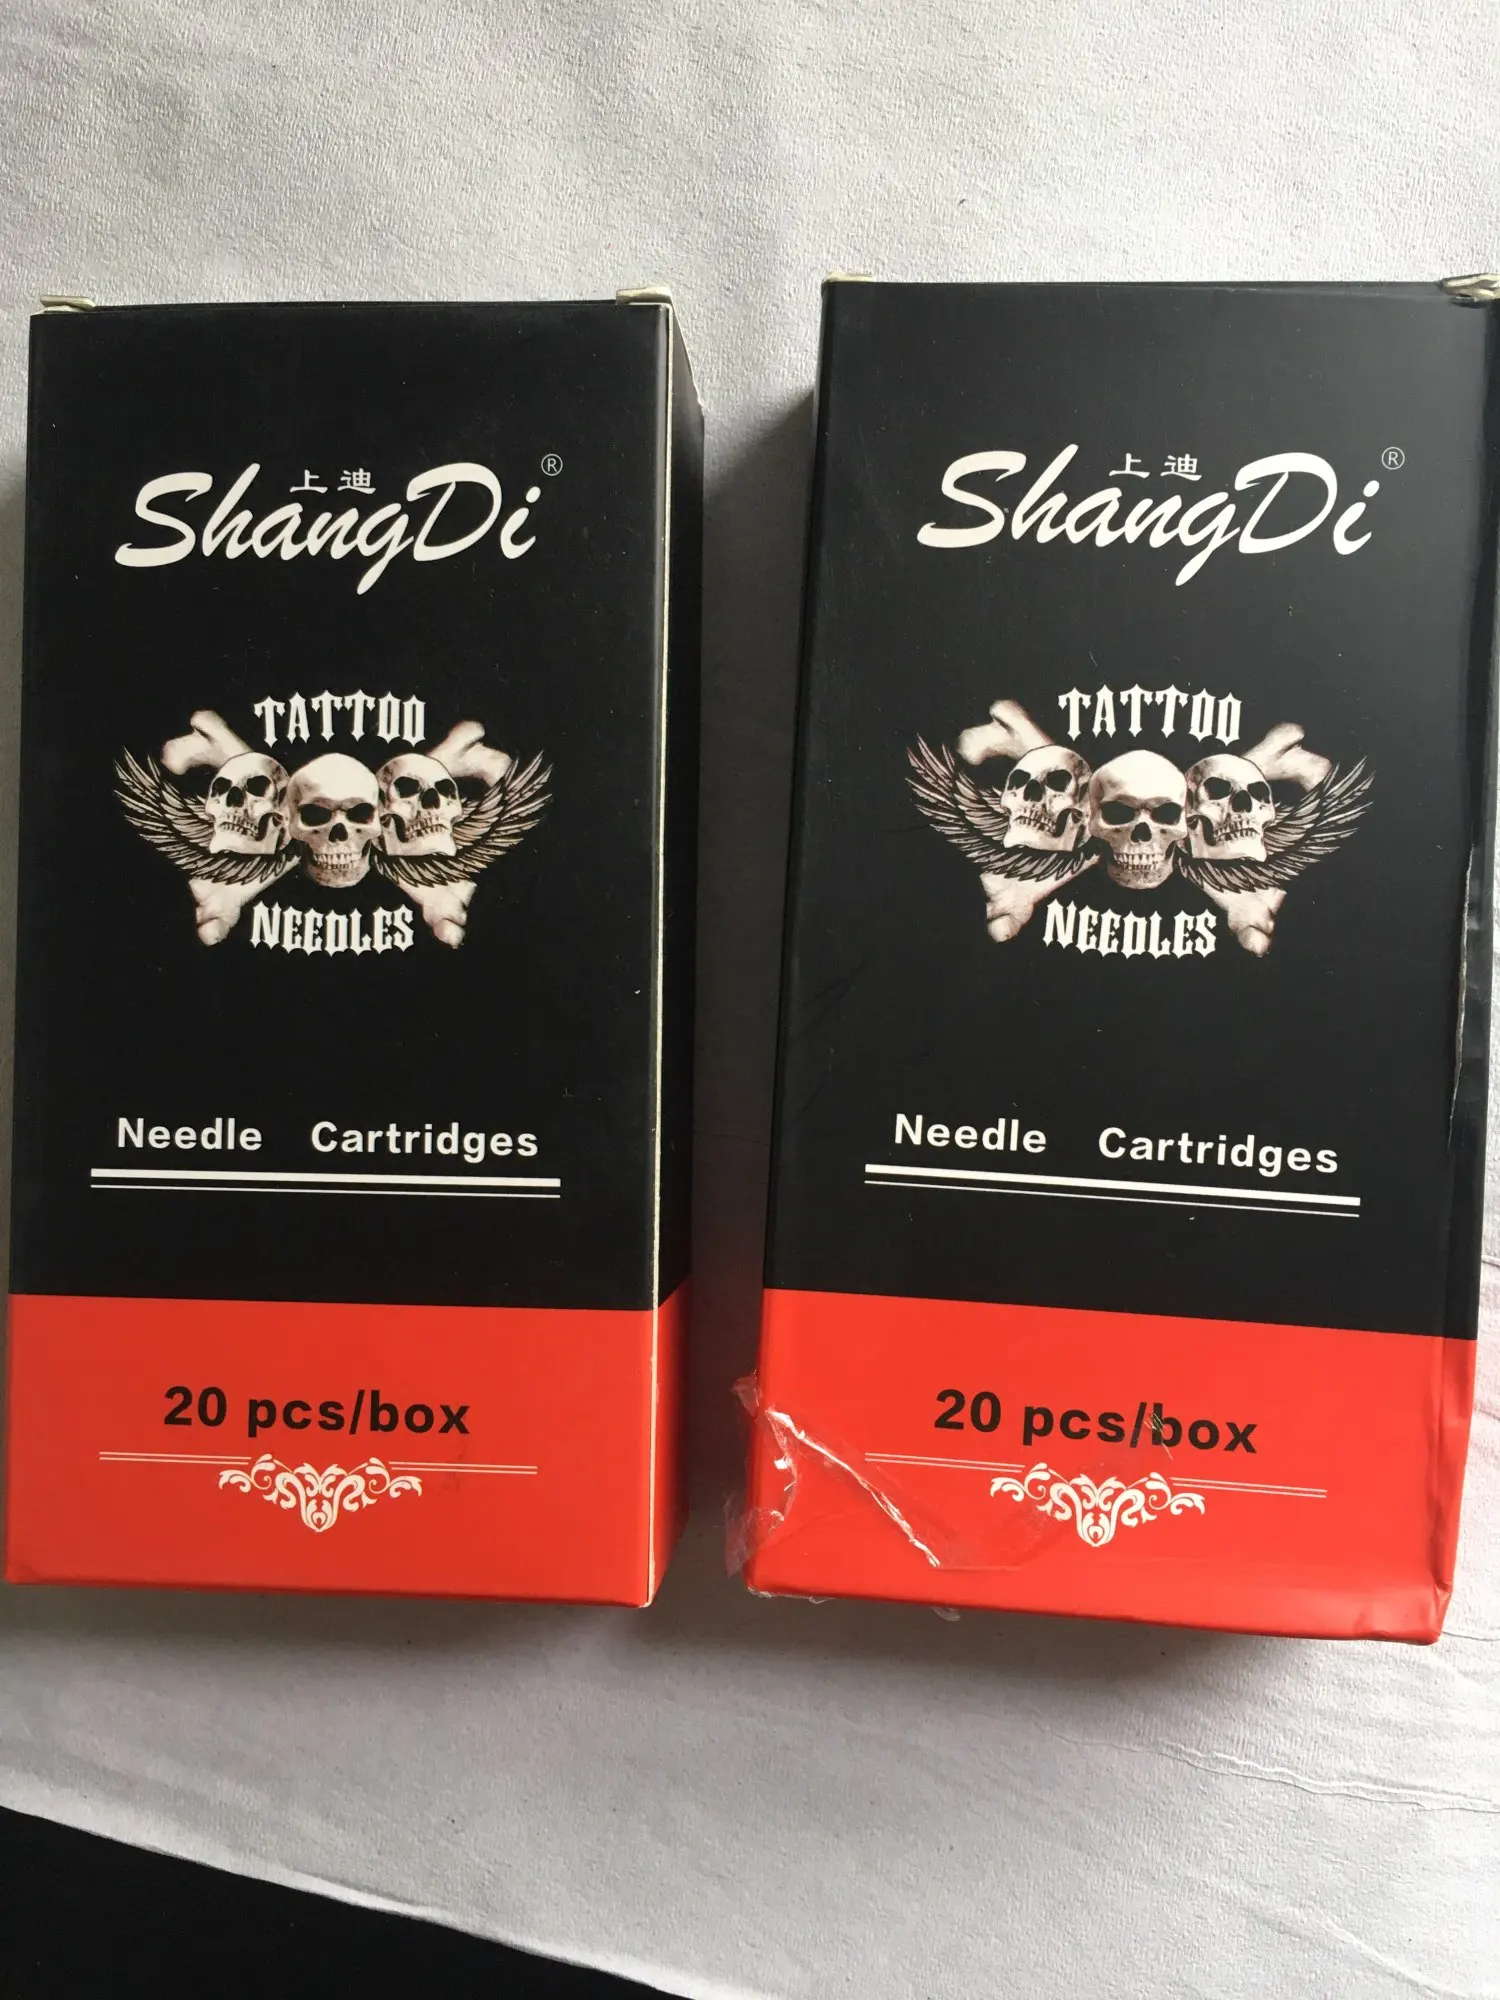 上迪
ShangDi®
TATTOO
NEEDLES
Needle Cartridges
20 pcs/box
上迪
ShangDi®
TATTOO
NEEDLES
Needle Cartridges
20 pcs/box